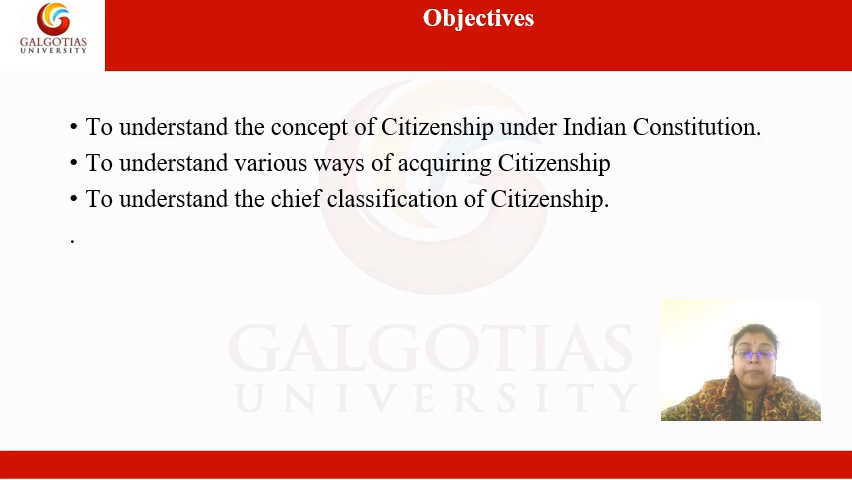 Objectives
GALGOTIAS
UNIVERSITY
• To understand the concept of Citizenship under Indian Constitution.
• To understand various ways of acquiring Citizenship
• To understand the chief classification of Citizenship.
.
GALGOTIAS
UNIVERSITY